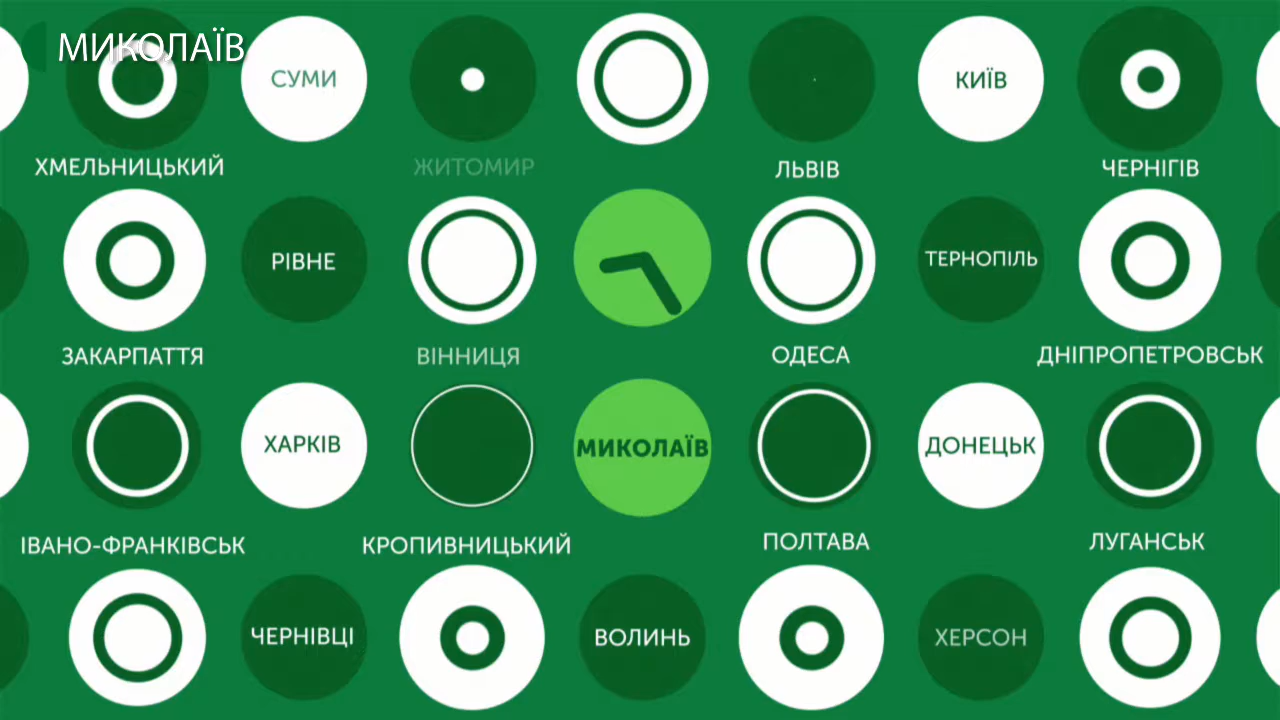 МИКОЛАЇВ
СУМИ
КИЇВ
ХМЕЛЬНИЦЬКИЙ
ЖИТОМИР
ЛЬВІВ
ЧЕРНІГІВ
РІВНЕ
ТЕРНОПІЛЬ
ЗАКАРПАТТЯ
ВІННИЦЯ
ОДЕСА
ДНІПРОПЕТРОВСЬК
ХАРКІВ
МИКОЛАЇВ
ДОНЕЦЬК
ІВАНО-ФРАНКІВСЬК
КРОПИВНИЦЬКИЙ
ПОЛТАВА
ЛУГАНСЬК
ЧЕРНІВЦІ
ВОЛИНЬ
ХЕРСОН